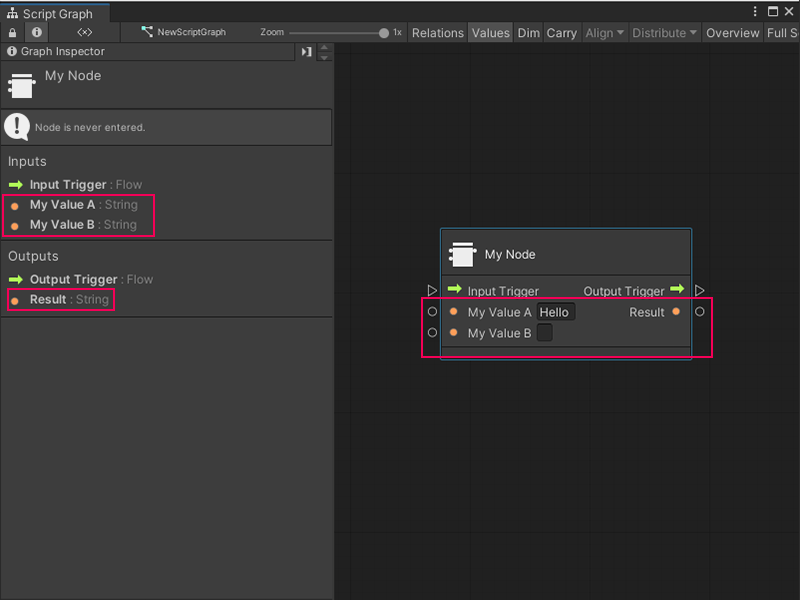 Script Graph
NewScriptGraph Zoom 1x Relations Values Dim Carry Align Distribute Overview Full S
Graph Inspector
My Node
Node is never entered.
Inputs
Input Trigger : Flow
My Value A : String
My Value B : String
Outputs
Output Trigger : Flow
Result : String
My Node
Input Trigger Output Trigger
My Value A Hello Result
My Value B